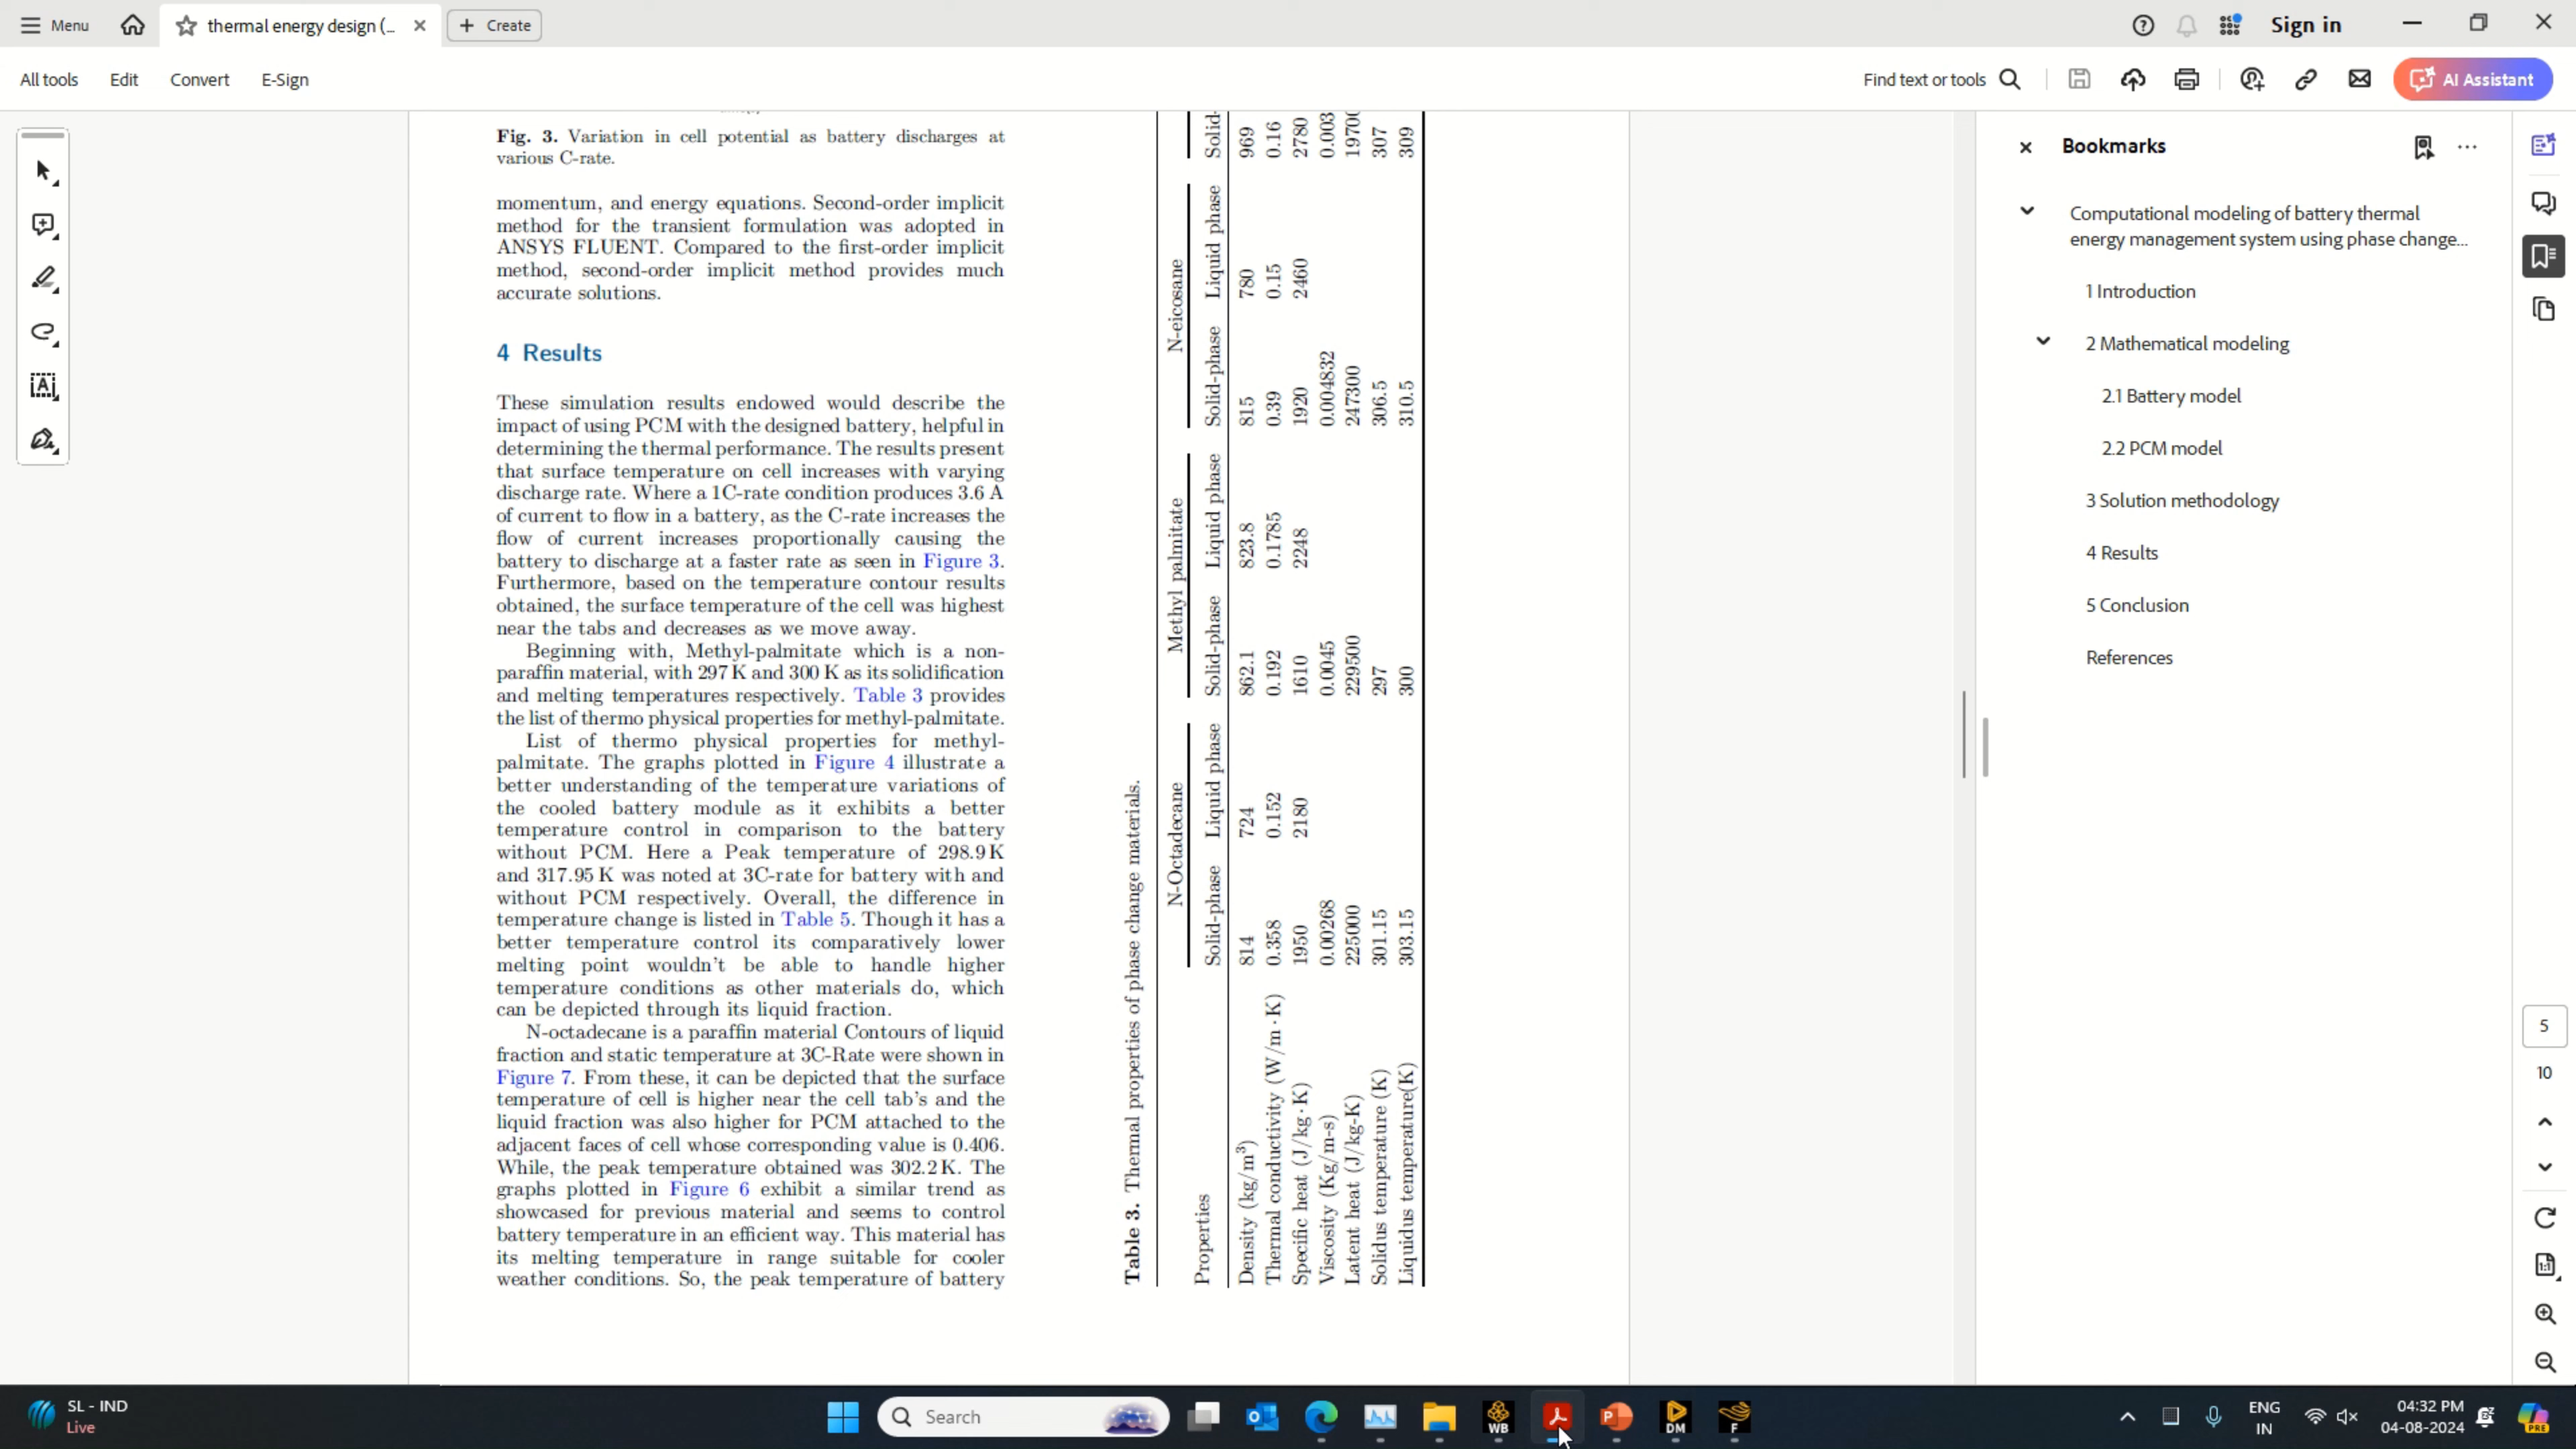 Menu
thermal energy design (...
Create
Sign in
All tools
Edit
Convert
E-Sign
Find text or tools
AI Assistant
Fig. 3. Variation in cell potential as battery discharges at
various C-rate.
momentum, and energy equations. Second-order implicit
method for the transient formulation was adopted in
ANSYS FLUENT. Compared to the first-order implicit
method, second-order implicit method provides much
accurate solutions.
4 Results
These simulation results endowed would describe the
impact of using PCM with the designed battery, helpful in
determining the thermal performance. The results present
that surface temperature on cell increases with varying
discharge rate. Where a 1C-rate condition produces 3.6 A
of current to flow in a battery, as the C-rate increases the
flow of current increases proportionally causing the
battery to discharge at a faster rate as seen in Figure 3.
Furthermore, based on the temperature contour results
obtained, the surface temperature of the cell was highest
near the tabs and decreases as we move away.
Beginning with, Methyl-palmitate which is a non-
paraffin material, with 297 K and 300 K as its solidification
and melting temperatures respectively. Table 3 provides
the list of thermo physical properties for methyl-palmitate.
List of thermo physical properties for methyl-
palmitate. The graphs plotted in Figure 4 illustrate a
better understanding of the temperature variations of
the cooled battery module as it exhibits a better
temperature control in comparison to the battery
without PCM. Here a Peak temperature of 298.9 K
and 317.95 K was noted at 3C-rate for battery with and
without PCM respectively. Overall, the difference in
temperature change is listed in Table 5. Though it has a
better temperature control its comparatively lower
melting point wouldn't be able to handle higher
temperature conditions as other materials do, which
can be depicted through its liquid fraction.
N-octadecane is a paraffin material Contours of liquid
fraction and static temperature at 3C-Rate were shown in
Figure 7. From these, it can be depicted that the surface
temperature of cell is higher near the cell tab's and the
liquid fraction was also higher for PCM attached to the
adjacent faces of cell whose corresponding value is 0.406.
While, the peak temperature obtained was 302.2 K. The
graphs plotted in Figure 6 exhibit a similar trend as
showcased for previous material and seems to control
battery temperature in an efficient way. This material has
its melting temperature in range suitable for cooler
weather conditions. So, the peak temperature of battery
Table 3. Thermal properties of phase change materials.
N-Octadecane Methyl palmitate N-eicosane
Properties Solid-phase Liquid phase Solid-phase Liquid phase Solid-phase Liquid phase Solid-
Density (kg/m³) 814 724 862.1 823.8 815 780 969
Thermal conductivity (W/m·K) 0.358 0.152 0.192 0.1785 0.39 0.15 0.16
Specific heat (J/kg·K) 1950 2180 1610 2248 1920 2460 2780
Viscosity (Kg/m-s) 0.00268 0.0045 0.004832 0.003
Latent heat (J/kg-K) 225000 229500 247300 1970
Solidus temperature (K) 301.15 297 306.5 307
Liquidus temperature(K) 303.15 300 310.5 309
Bookmarks
Computational modeling of battery thermal
energy management system using phase change...
1 Introduction
2 Mathematical modeling
2.1 Battery model
2.2 PCM model
3 Solution methodology
4 Results
5 Conclusion
References
5
10
1:1
SL - IND
Live
Search
WB
DM
F
ENG
IN
04:32 PM
04-08-2024
PRE